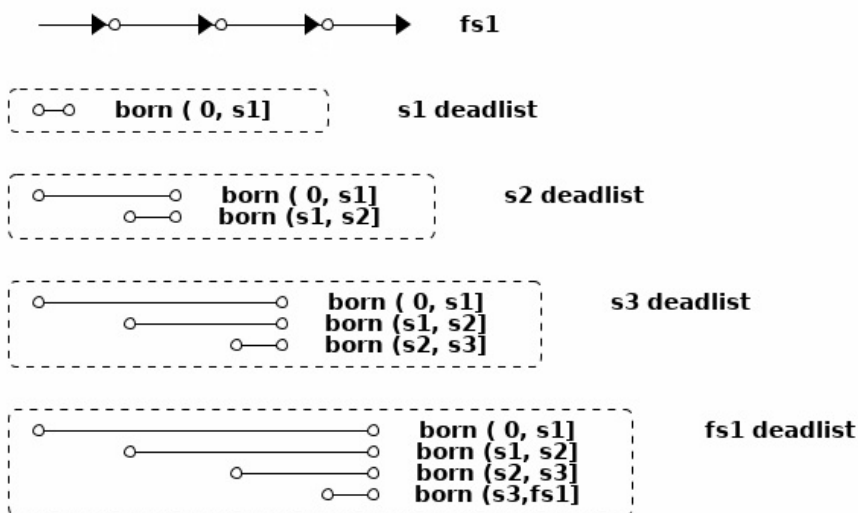 fs1
born ( 0, s1] s1 deadlist
born ( 0, s1] s2 deadlist
born (s1, s2]
born ( 0, s1] s3 deadlist
born (s1, s2]
born (s2, s3]
born ( 0, s1] fs1 deadlist
born (s1, s2]
born (s2, s3]
born (s3,fs1]